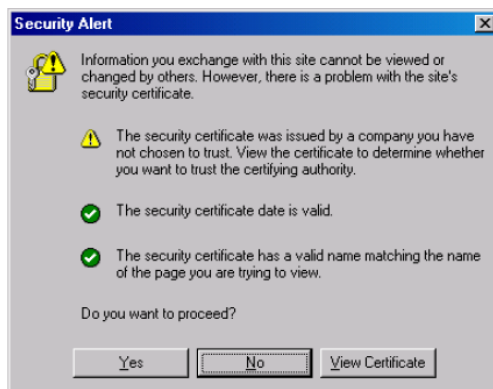 Security Alert
Information you exchange with this site cannot be viewed or
changed by others. However, there is a problem with the site's
security certificate.
The security certificate was issued by a company you have
not chosen to trust. View the certificate to determine whether
you want to trust the certifying authority.
The security certificate date is valid.
The security certificate has a valid name matching the name
of the page you are trying to view.
Do you want to proceed?
Yes No View Certificate